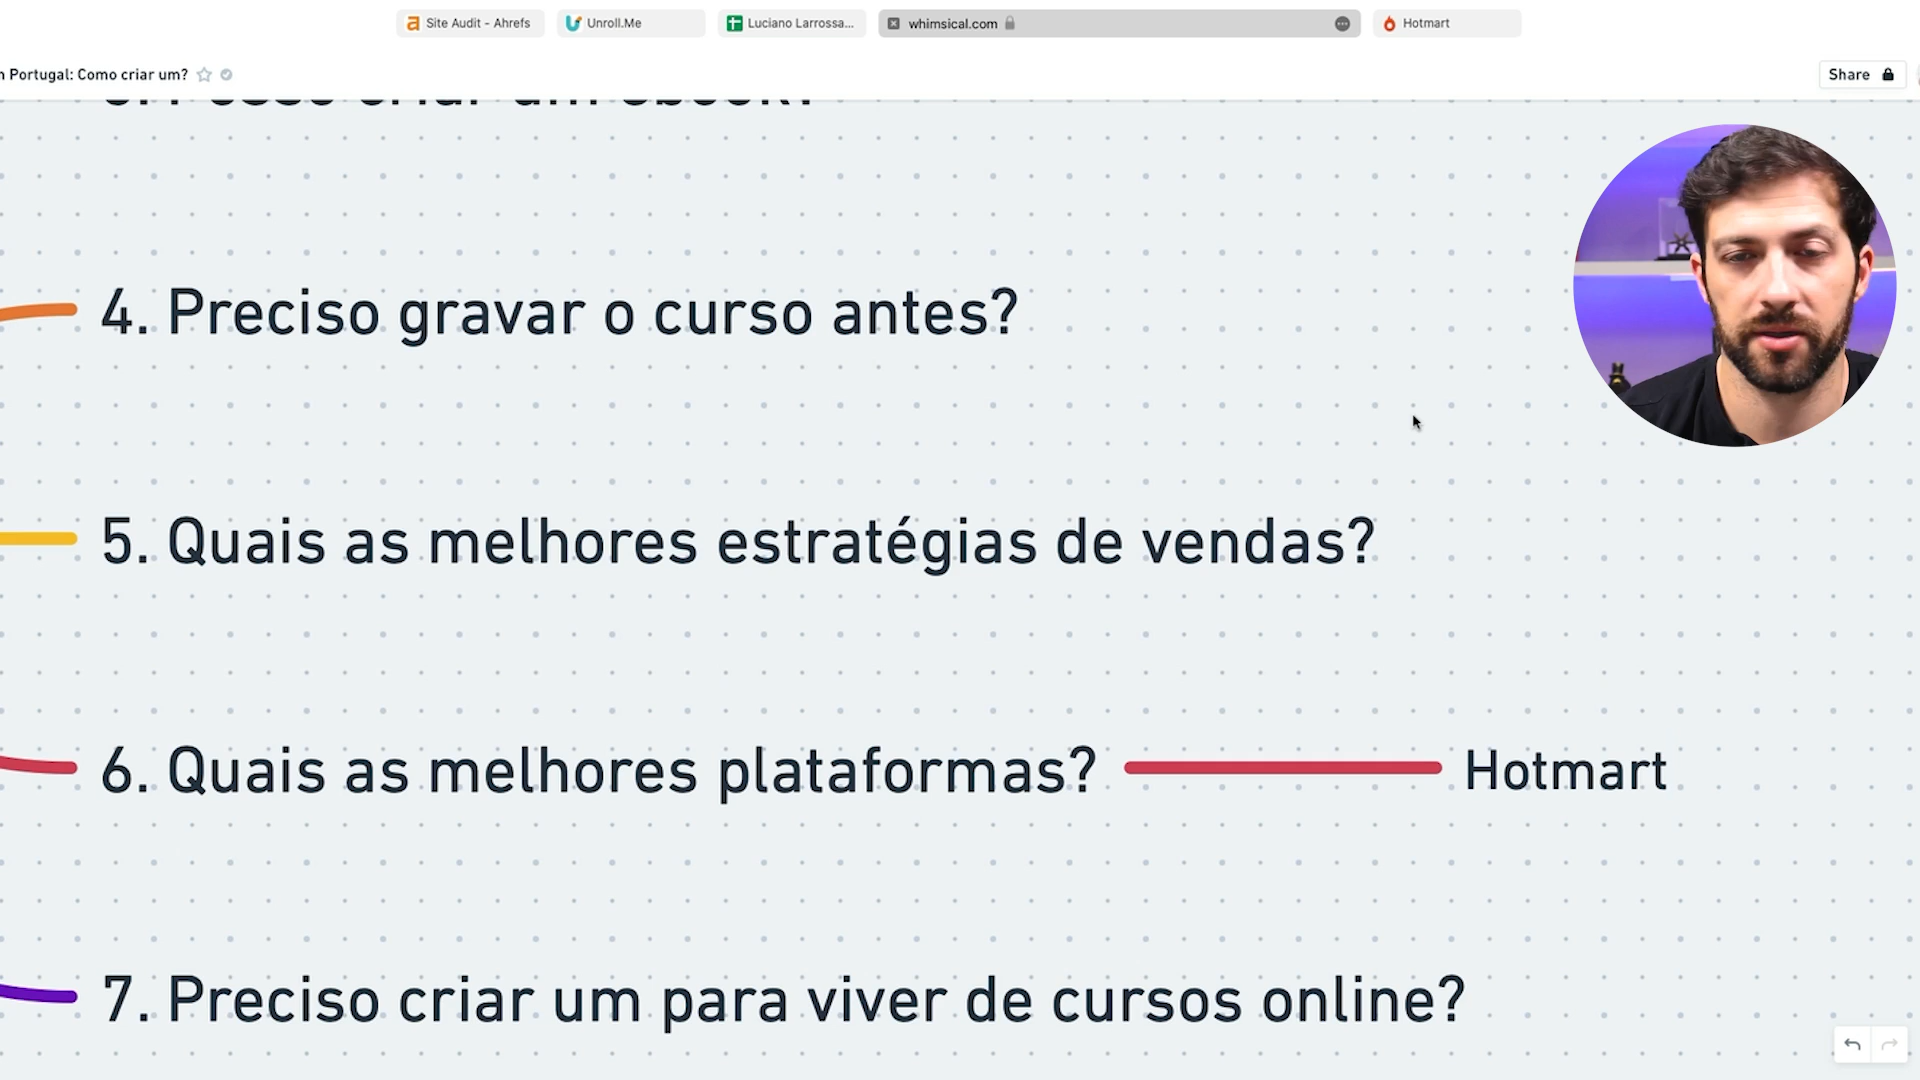 Site Audit - Ahrefs
Unroll.Me
Luciano Larrossa...
whimsical.com
Hotmart
Portugal: Como criar um?
Share
4. Preciso gravar o curso antes?
5. Quais as melhores estratégias de vendas?
6. Quais as melhores plataformas?
Hotmart
7. Preciso criar um para viver de cursos online?